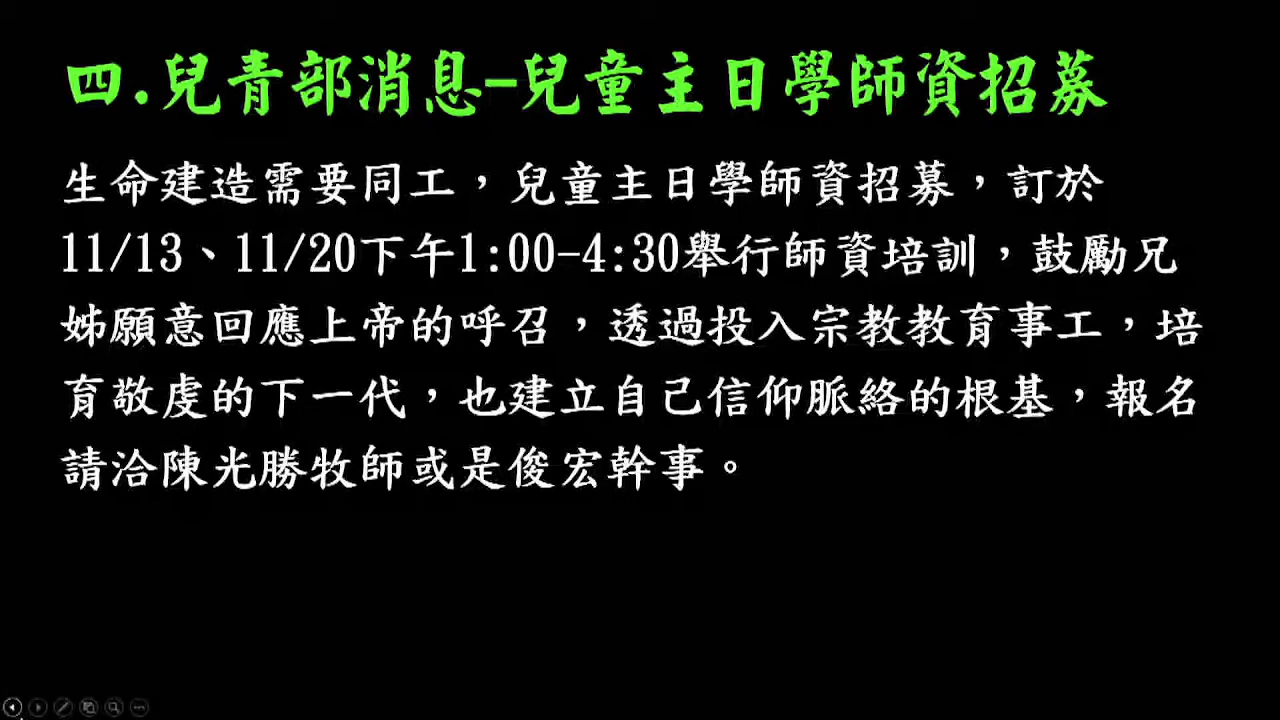 四.兒青部消息-兒童主日學師資招募
生命建造需要同工，兒童主日學師資招募，訂於
11/13、11/20下午1:00-4:30舉行師資培訓，鼓勵兄
姊願意回應上帝的呼召，透過投入宗教教育事工，培
育敬虔的下一代，也建立自己信仰脈絡的根基，報名
請洽陳光勝牧師或是俊宏幹事。